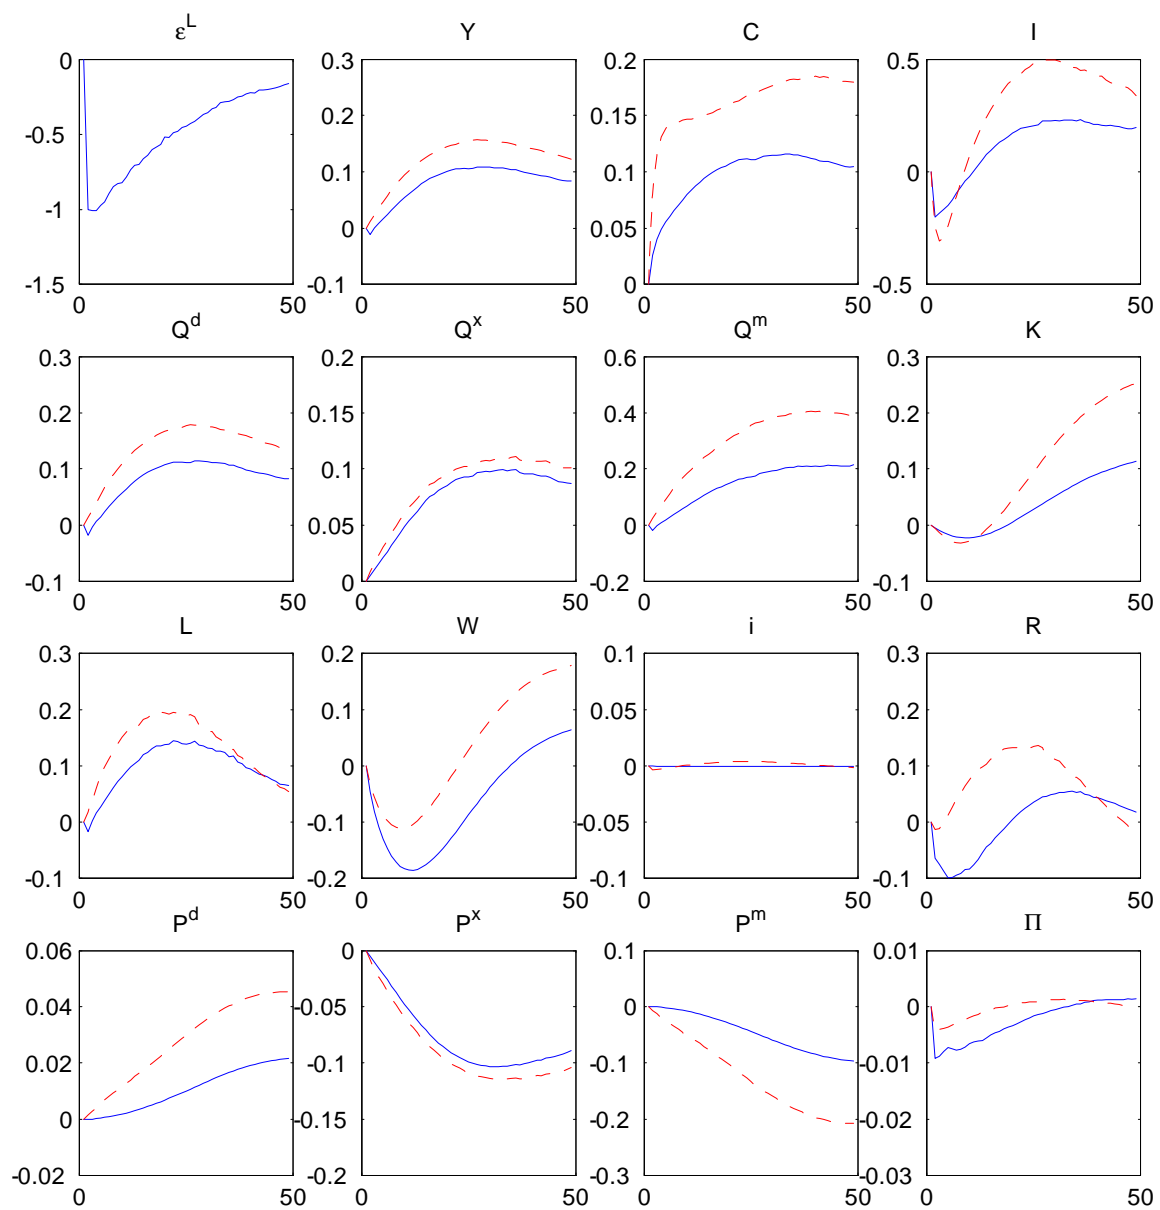 ε^L Y C I
0 0.3 0.2 0.5
0.2 0.15
-0.5 0.1 0
-1 0 0.05
-1.5 -0.1 0 -0.5
0 50 0 50 0 50 0 50
Q^d Q^x Q^m K
0.3 0.2 0.6 0.3
0.2 0.15 0.4 0.2
0.1 0.1 0.2 0.1
0 0.05 0 0
-0.1 0 -0.2 -0.1
0 50 0 50 0 50 0 50
L W i R
0.3 0.2 0.1 0.3
0.2 0.1 0.05 0.2
0.1 0 0 0.1
0 -0.1 -0.05 0
-0.1 -0.2 -0.1 -0.1
0 50 0 50 0 50 0 50
P^d P^x P^m Π
0.06 0 0.1 0.01
0.04 -0.05 0 0
0.02 -0.1 -0.1 -0.01
0 -0.15 -0.2 -0.02
-0.02 -0.2 -0.3 -0.03
0 50 0 50 0 50 0 50